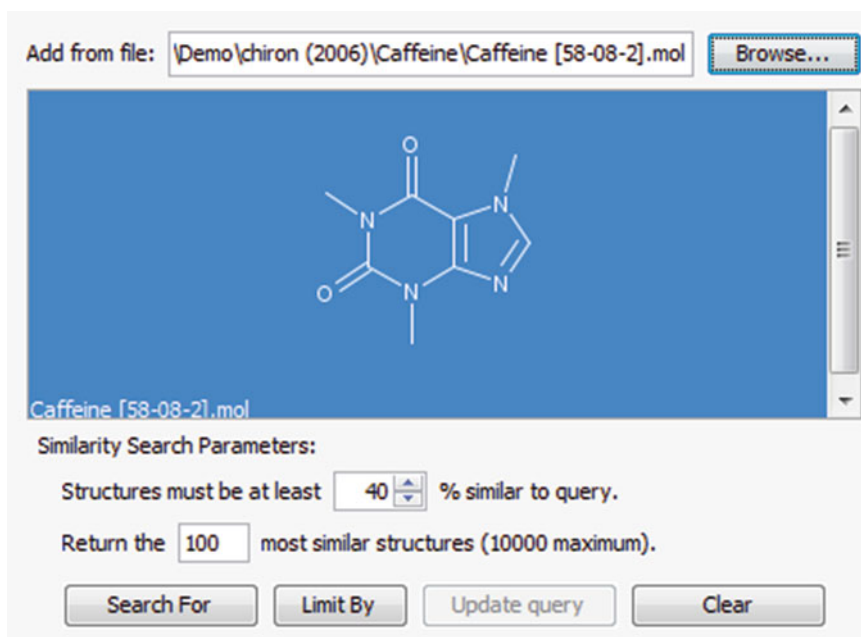 Add from file: \Demo\chiron (2006)\Caffeine\Caffeine [58-08-2].mol Browse...
O
N N
O N N
Caffeine [58-08-2].mol
Similarity Search Parameters:
Structures must be at least 40 % similar to query.
Return the 100 most similar structures (10000 maximum).
Search For Limit By Update query Clear